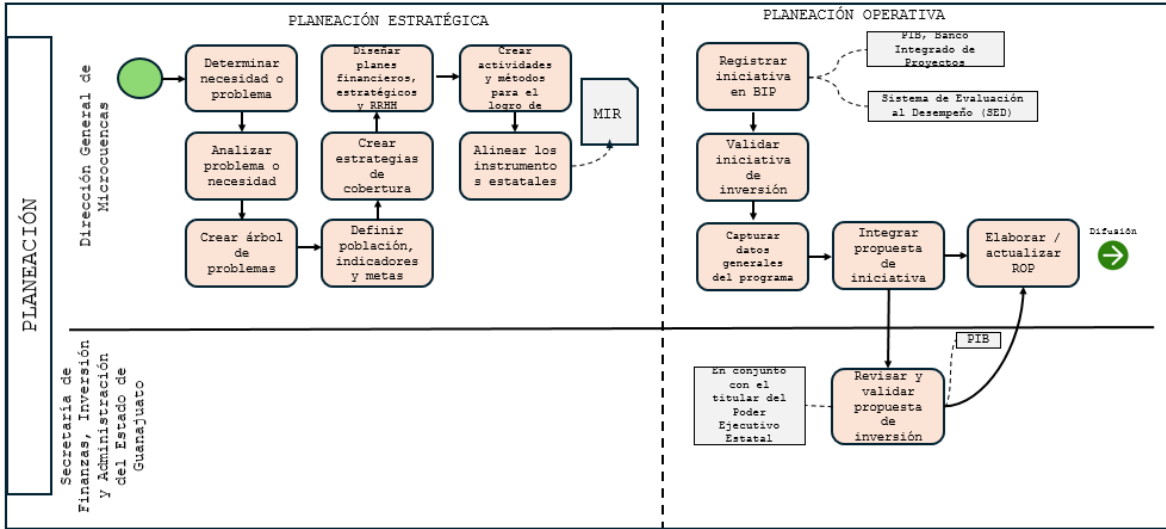 PLANEACIÓN ESTRATÉGICA
PLANEACIÓN OPERATIVA
PLANEACIÓN
Dirección General de
Microcuencas
Determinar
necesidad o
problema
Analizar
problema o
necesidad
Crear árbol
de
problemas
Definir
población,
indicadores
y metas
Crear
estrategias
de
cobertura
Diseñar
planes
financieros,
estratégicos
y RRHH
Crear
actividades
y métodos
para el
logro de
Alinear los
instrumento
s estatales
MIR
Registrar
iniciativa
en BIP
PIB, Banco
Integrado de
Proyectos
Sistema de Evaluación
al Desempeño (SED)
Validar
iniciativa
de
inversión
Capturar
datos
generales
del programa
Integrar
propuesta
de
iniciativa
Elaborar /
actualizar
ROP
Difusión
Secretaría de
Finanzas, Inversión
y Administración
del Estado de
Guanajuato
En conjunto
con el
titular del
Poder
Ejecutivo
Estatal
Revisar y
validar
propuesta
de
inversión
PIB